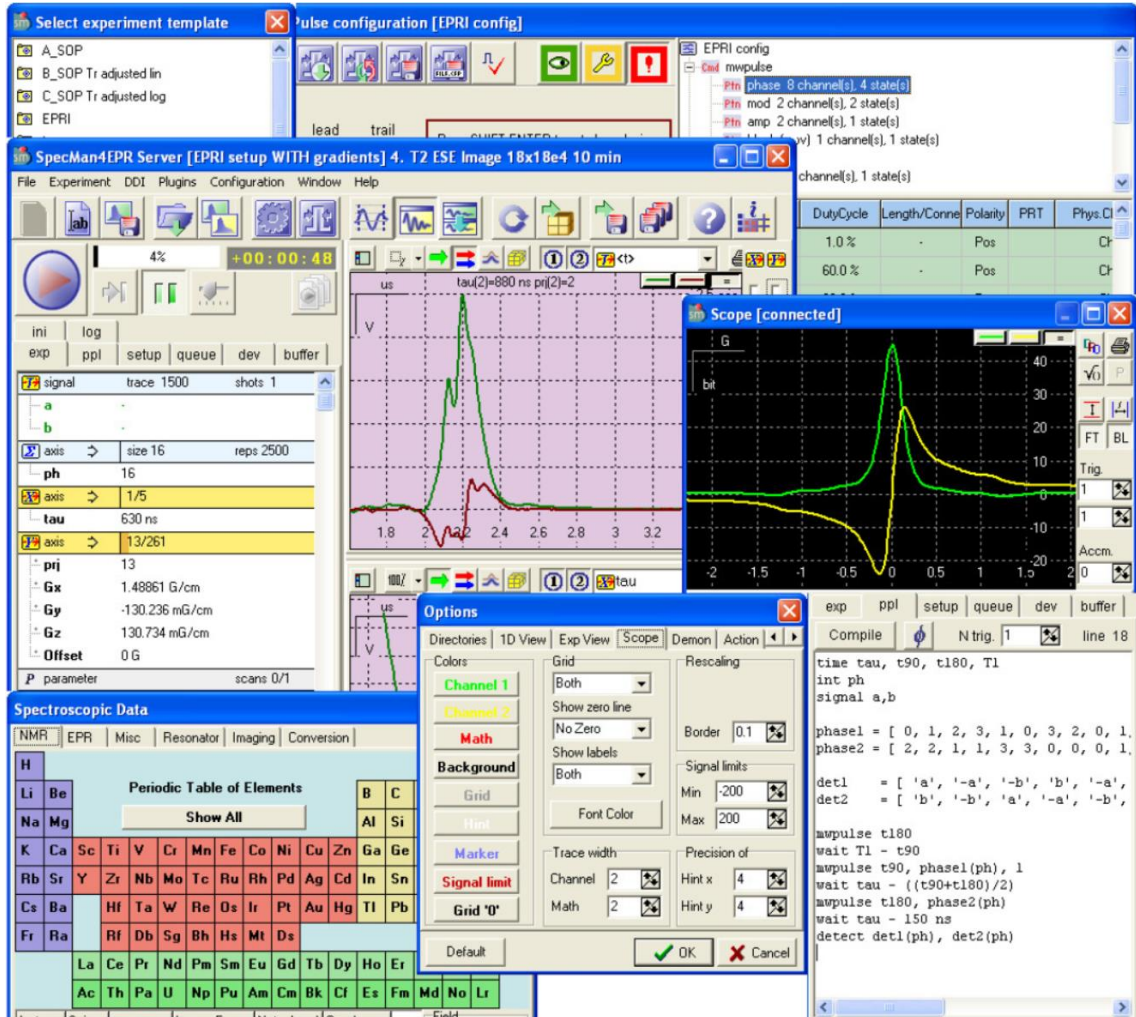 Select experiment template
A_SOP
B_SOP Tr adjusted lin
C_SOP Tr adjusted log
EPRI
Pulse configuration [EPRI config]
lead trail
EPRI config
Cmd mwpulse
Ptn phase 8 channel(s), 4 state(s)
Ptn mod 2 channel(s), 2 state(s)
Ptn amp 2 channel(s), 1 state(s)
1 channel(s), 1 state(s)
channel(s), 1 state(s)
DutyCycle Length/Conne Polarity PRT Phys.Cl
1.0 % - Pos Ch
60.0 % - Pos Ch
SpecMan4EPR Server [EPRI setup WITH gradients] 4. T2 ESE Image 18x18e4 10 min
File Experiment DDI Plugins Configuration Window Help
4%
+00:00:48
ini log
exp ppl setup queue dev buffer
signal trace 1500 shots 1
a -
b -
axis size 16 reps 2500
ph 16
axis 1/5
tau 630 ns
axis 13/261
prj 13
Gx 1.48861 G/cm
Gy -130.236 mG/cm
Gz 130.734 mG/cm
Offset 0 G
P parameter scans 0/1
<t>
us
V
tau(2)=880 ns prj(2)=2
1.8 2 2.2 2.4 2.6 2.8 3 3.2
100% tau
us
V
Scope [connected]
G
bit
40
30
20
10
0
-10
-20
-2 -1.5 -1 -0.5 0 0.5 1 1.5 2
FT BL
Trig.
1
1
Accm.
0
Options
Directories 1D View Exp View Scope Demon Action
Colors
Channel 1
Channel 2
Math
Background
Grid
Hint
Marker
Signal limit
Grid '0'
Grid
Both
Show zero line
No Zero
Show labels
Both
Font Color
Rescaling
Border 0.1
Signal limits
Min -200
Max 200
Trace width
Channel 2
Math 2
Precision of
Hint x 4
Hint y 4
Default
OK
Cancel
exp ppl setup queue dev buffer
Compile ϕ N trig. 1 line 18
time tau, t90, t180, T1
int ph
signal a,b
phase1 = [ 0, 1, 2, 3, 1, 0, 3, 2, 0, 1,
phase2 = [ 2, 2, 1, 1, 3, 3, 0, 0, 0, 1,
det1 = [ 'a', '-a', '-b', 'b', '-a',
det2 = [ 'b', '-b', 'a', '-a', '-b',
mwpulse t180
wait T1 - t90
mwpulse t90, phase1(ph), 1
wait tau - ((t90+t180)/2)
mwpulse t180, phase2(ph)
wait tau - 150 ns
detect det1(ph), det2(ph)
Spectroscopic Data
NMR EPR Misc Resonator Imaging Conversion
Periodic Table of Elements
Show All
H
Li Be B C
Na Mg Al Si
K Ca Sc Ti V Cr Mn Fe Co Ni Cu Zn Ga Ge
Rb Sr Y Zr Nb Mo Tc Ru Rh Pd Ag Cd In Sn
Cs Ba Hf Ta W Re Os Ir Pt Au Hg Tl Pb
Fr Ra Rf Db Sg Bh Hs Mt Ds
La Ce Pr Nd Pm Sm Eu Gd Tb Dy Ho Er
Ac Th Pa U Np Pu Am Cm Bk Cf Es Fm Md No Lr
Field